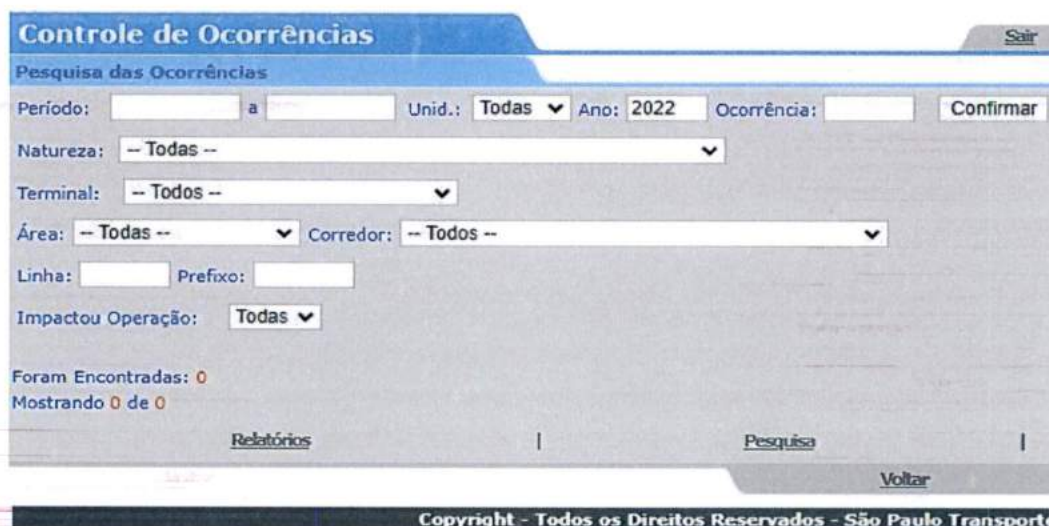 Controle de Ocorrências
Sair
Pesquisa das Ocorrências
Período: a Unid.: Todas Ano: 2022 Ocorrência: Confirmar
Natureza: -- Todas --
Terminal: -- Todos --
Área: -- Todas -- Corredor: -- Todos --
Linha: Prefixo:
Impactou Operação: Todas
Foram Encontradas: 0
Mostrando 0 de 0
Relatórios | Pesquisa |
Voltar
Copyright - Todos os Direitos Reservados - São Paulo Transporte